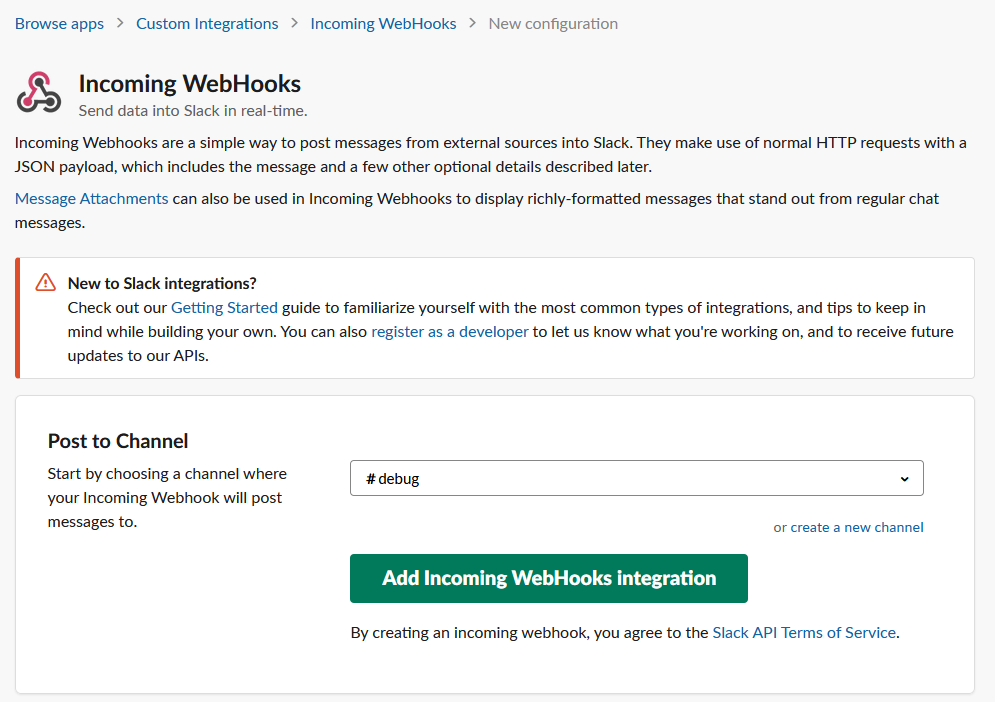 Browse apps > Custom Integrations > Incoming WebHooks > New configuration
Incoming WebHooks
Send data into Slack in real-time.
Incoming Webhooks are a simple way to post messages from external sources into Slack. They make use of normal HTTP requests with a
JSON payload, which includes the message and a few other optional details described later.
Message Attachments can also be used in Incoming Webhooks to display richly-formatted messages that stand out from regular chat
messages.
New to Slack integrations?
Check out our Getting Started guide to familiarize yourself with the most common types of integrations, and tips to keep in
mind while building your own. You can also register as a developer to let us know what you're working on, and to receive future
updates to our APIs.
Post to Channel
Start by choosing a channel where
your Incoming Webhook will post
messages to.
# debug
or create a new channel
Add Incoming WebHooks integration
By creating an incoming webhook, you agree to the Slack API Terms of Service.